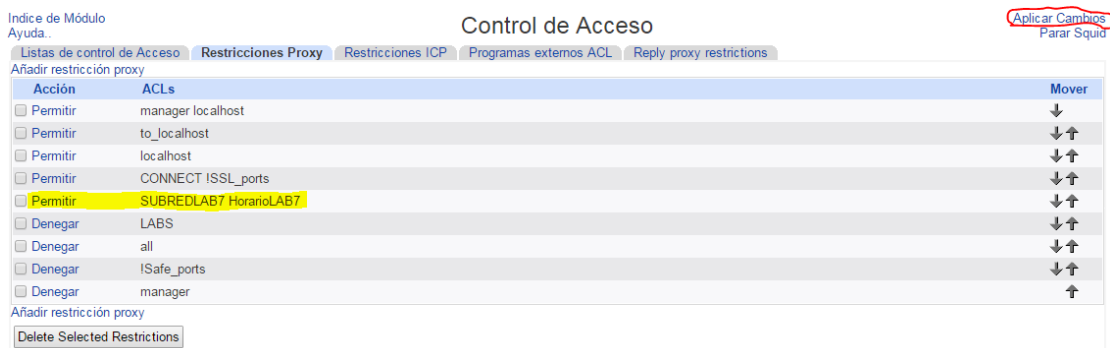 Indice de Módulo
Ayuda..
Control de Acceso
Aplicar Cambios
Parar Squid
Listas de control de Acceso Restricciones Proxy Restricciones ICP Programas externos ACL Reply proxy restrictions
Añadir restricción proxy
Acción ACLs Mover
Permitir manager localhost
Permitir to_localhost
Permitir localhost
Permitir CONNECT !SSL_ports
Permitir SUBREDLAB7 HorarioLAB7
Denegar LABS
Denegar all
Denegar !Safe_ports
Denegar manager
Añadir restricción proxy
Delete Selected Restrictions